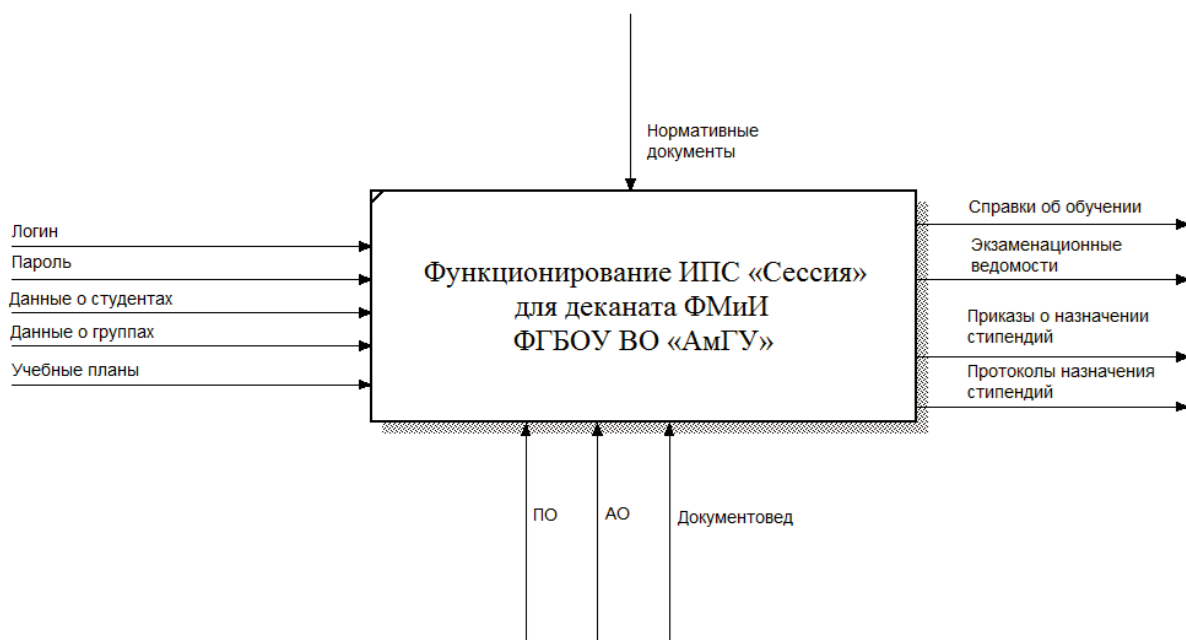 Нормативные
документы
Логин
Пароль
Данные о студентах
Данные о группах
Учебные планы
Функционирование ИПС «Сессия»
для деканата ФМиИ
ФГБОУ ВО «АмГУ»
Справки об обучении
Экзаменационные
ведомости
Приказы о назначении
стипендий
Протоколы назначения
стипендий
ПО
АО
Документовед